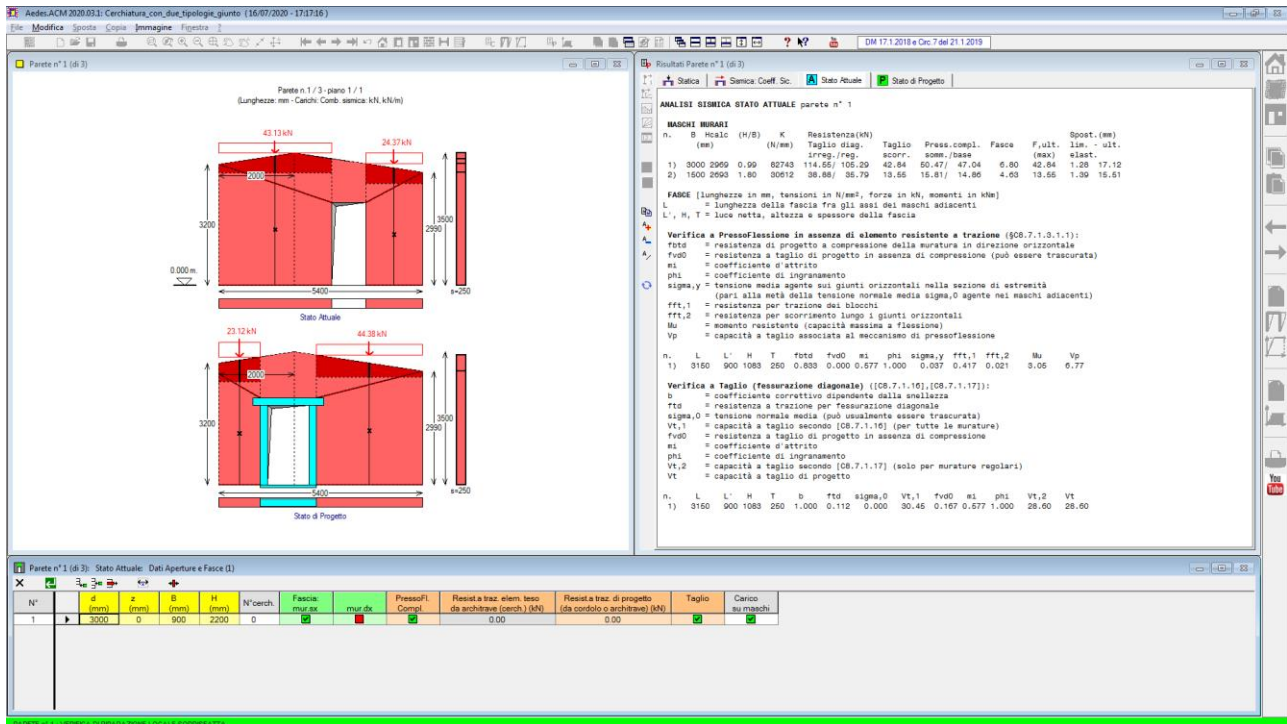 Aedes.ACM 2020.03.1: Cerchiatura_con_due_tipologie_giunto (16/07/2020 - 17:17:16 )
File Modifica Sposta Copia Immagine Finestra ?
DM 17.1.2018 e Circ.7 del 21.1.2019
Parete n° 1 (di 3)
Parete n.1 / 3 - piano 1 / 1
(Lunghezze: mm - Carichi: Comb. sismica: kN, kN/m)
43.13 kN
24.37 kN
2000
3200
3500
2990
0.000 m.
5400
s=250
Stato Attuale
23.12 kN
44.38 kN
2000
3200
3500
2990
5400
s=250
Stato di Progetto
Risultati Parete n° 1 (di 3)
Statica Sismica: Coeff. Sic. A Stato Attuale P Stato di Progetto
ANALISI SISMICA STATO ATTUALE parete n° 1
MASCHI MURARI
n. B Hcalc (H/B) K Resistenza(kN) Spost.(mm)
(mm) (N/mm) Taglio diag. Taglio Press.compl. Fasce F,ult. lim. - ult.
irreg./reg. scorr. somm./base (max) elast.
1) 3000 2969 0.99 82743 114.55/ 105.29 42.84 50.47/ 47.04 6.80 42.84 1.28 17.12
2) 1500 2693 1.80 30612 38.88/ 35.79 13.55 15.81/ 14.86 4.63 13.55 1.39 15.51
FASCE [lunghezze in mm, tensioni in N/mm², forze in kN, momenti in kNm]
L = lunghezza della fascia fra gli assi dei maschi adiacenti
L', H, T = luce netta, altezza e spessore della fascia
Verifica a PressoFlessione in assenza di elemento resistente a trazione (§C8.7.1.3.1.1):
fbtd = resistenza di progetto a compressione della muratura in direzione orizzontale
fvd0 = resistenza a taglio di progetto in assenza di compressione (può essere trascurata)
mi = coefficiente d'attrito
phi = coefficiente di ingranamento
sigma,y = tensione media agente sui giunti orizzontali nella sezione di estremità
(pari alla metà della tensione normale media sigma,0 agente nei maschi adiacenti)
fft,1 = resistenza per trazione dei blocchi
fft,2 = resistenza per scorrimento lungo i giunti orizzontali
Mu = momento resistente (capacità massima a flessione)
Vp = capacità a taglio associata al meccanismo di pressoflessione
n. L L' H T fbtd fvd0 mi phi sigma,y fft,1 fft,2 Mu Vp
1) 3150 900 1083 250 0.833 0.000 0.577 1.000 0.037 0.417 0.021 3.05 6.77
Verifica a Taglio (fessurazione diagonale) ([C8.7.1.16],[C8.7.1.17]):
b = coefficiente correttivo dipendente dalla snellezza
ftd = resistenza a trazione per fessurazione diagonale
sigma,0 = tensione normale media (può usualmente essere trascurata)
Vt,1 = capacità a taglio secondo [C8.7.1.16] (per tutte le murature)
fvd0 = resistenza a taglio di progetto in assenza di compressione
mi = coefficiente d'attrito
phi = coefficiente di ingranamento
Vt,2 = capacità a taglio secondo [C8.7.1.17] (solo per murature regolari)
Vt = capacità a taglio di progetto
n. L L' H T b ftd sigma,0 Vt,1 fvd0 mi phi Vt,2 Vt
1) 3150 900 1083 250 1.000 0.112 0.000 30.45 0.167 0.577 1.000 28.60 28.60
You Tube
Parete n° 1 (di 3): Stato Attuale: Dati Aperture e Fasce (1)
N° d (mm) z (mm) B (mm) H (mm) N°cerch. Fascia: mur.sx mur.dx PressoFl. Compl. Resist.a traz. elem. teso da architrave (cerch.) (kN) Resist.a traz. di progetto (da cordolo o architrave) (kN) Taglio Carico su maschi
1 3000 0 900 2200 0 0.00 0.00